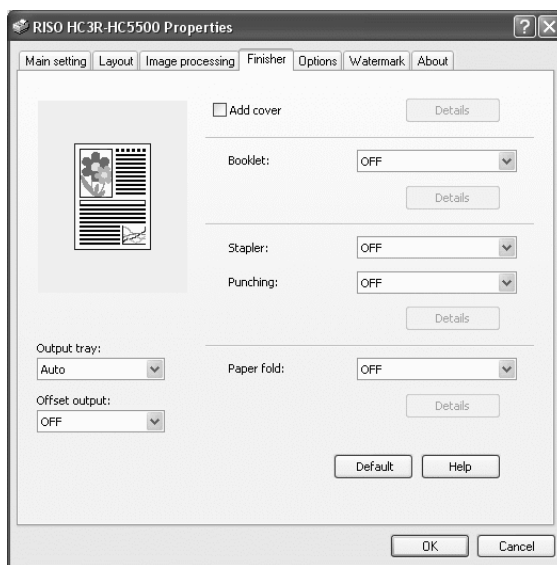 RISO HC3R-HC5500 Properties
Main setting Layout Image processing Finisher Options Watermark About
Add cover Details
Booklet: OFF
Details
Stapler: OFF
Punching: OFF
Details
Output tray:
Auto
Paper fold: OFF
Offset output:
OFF
Details
Default Help
OK Cancel